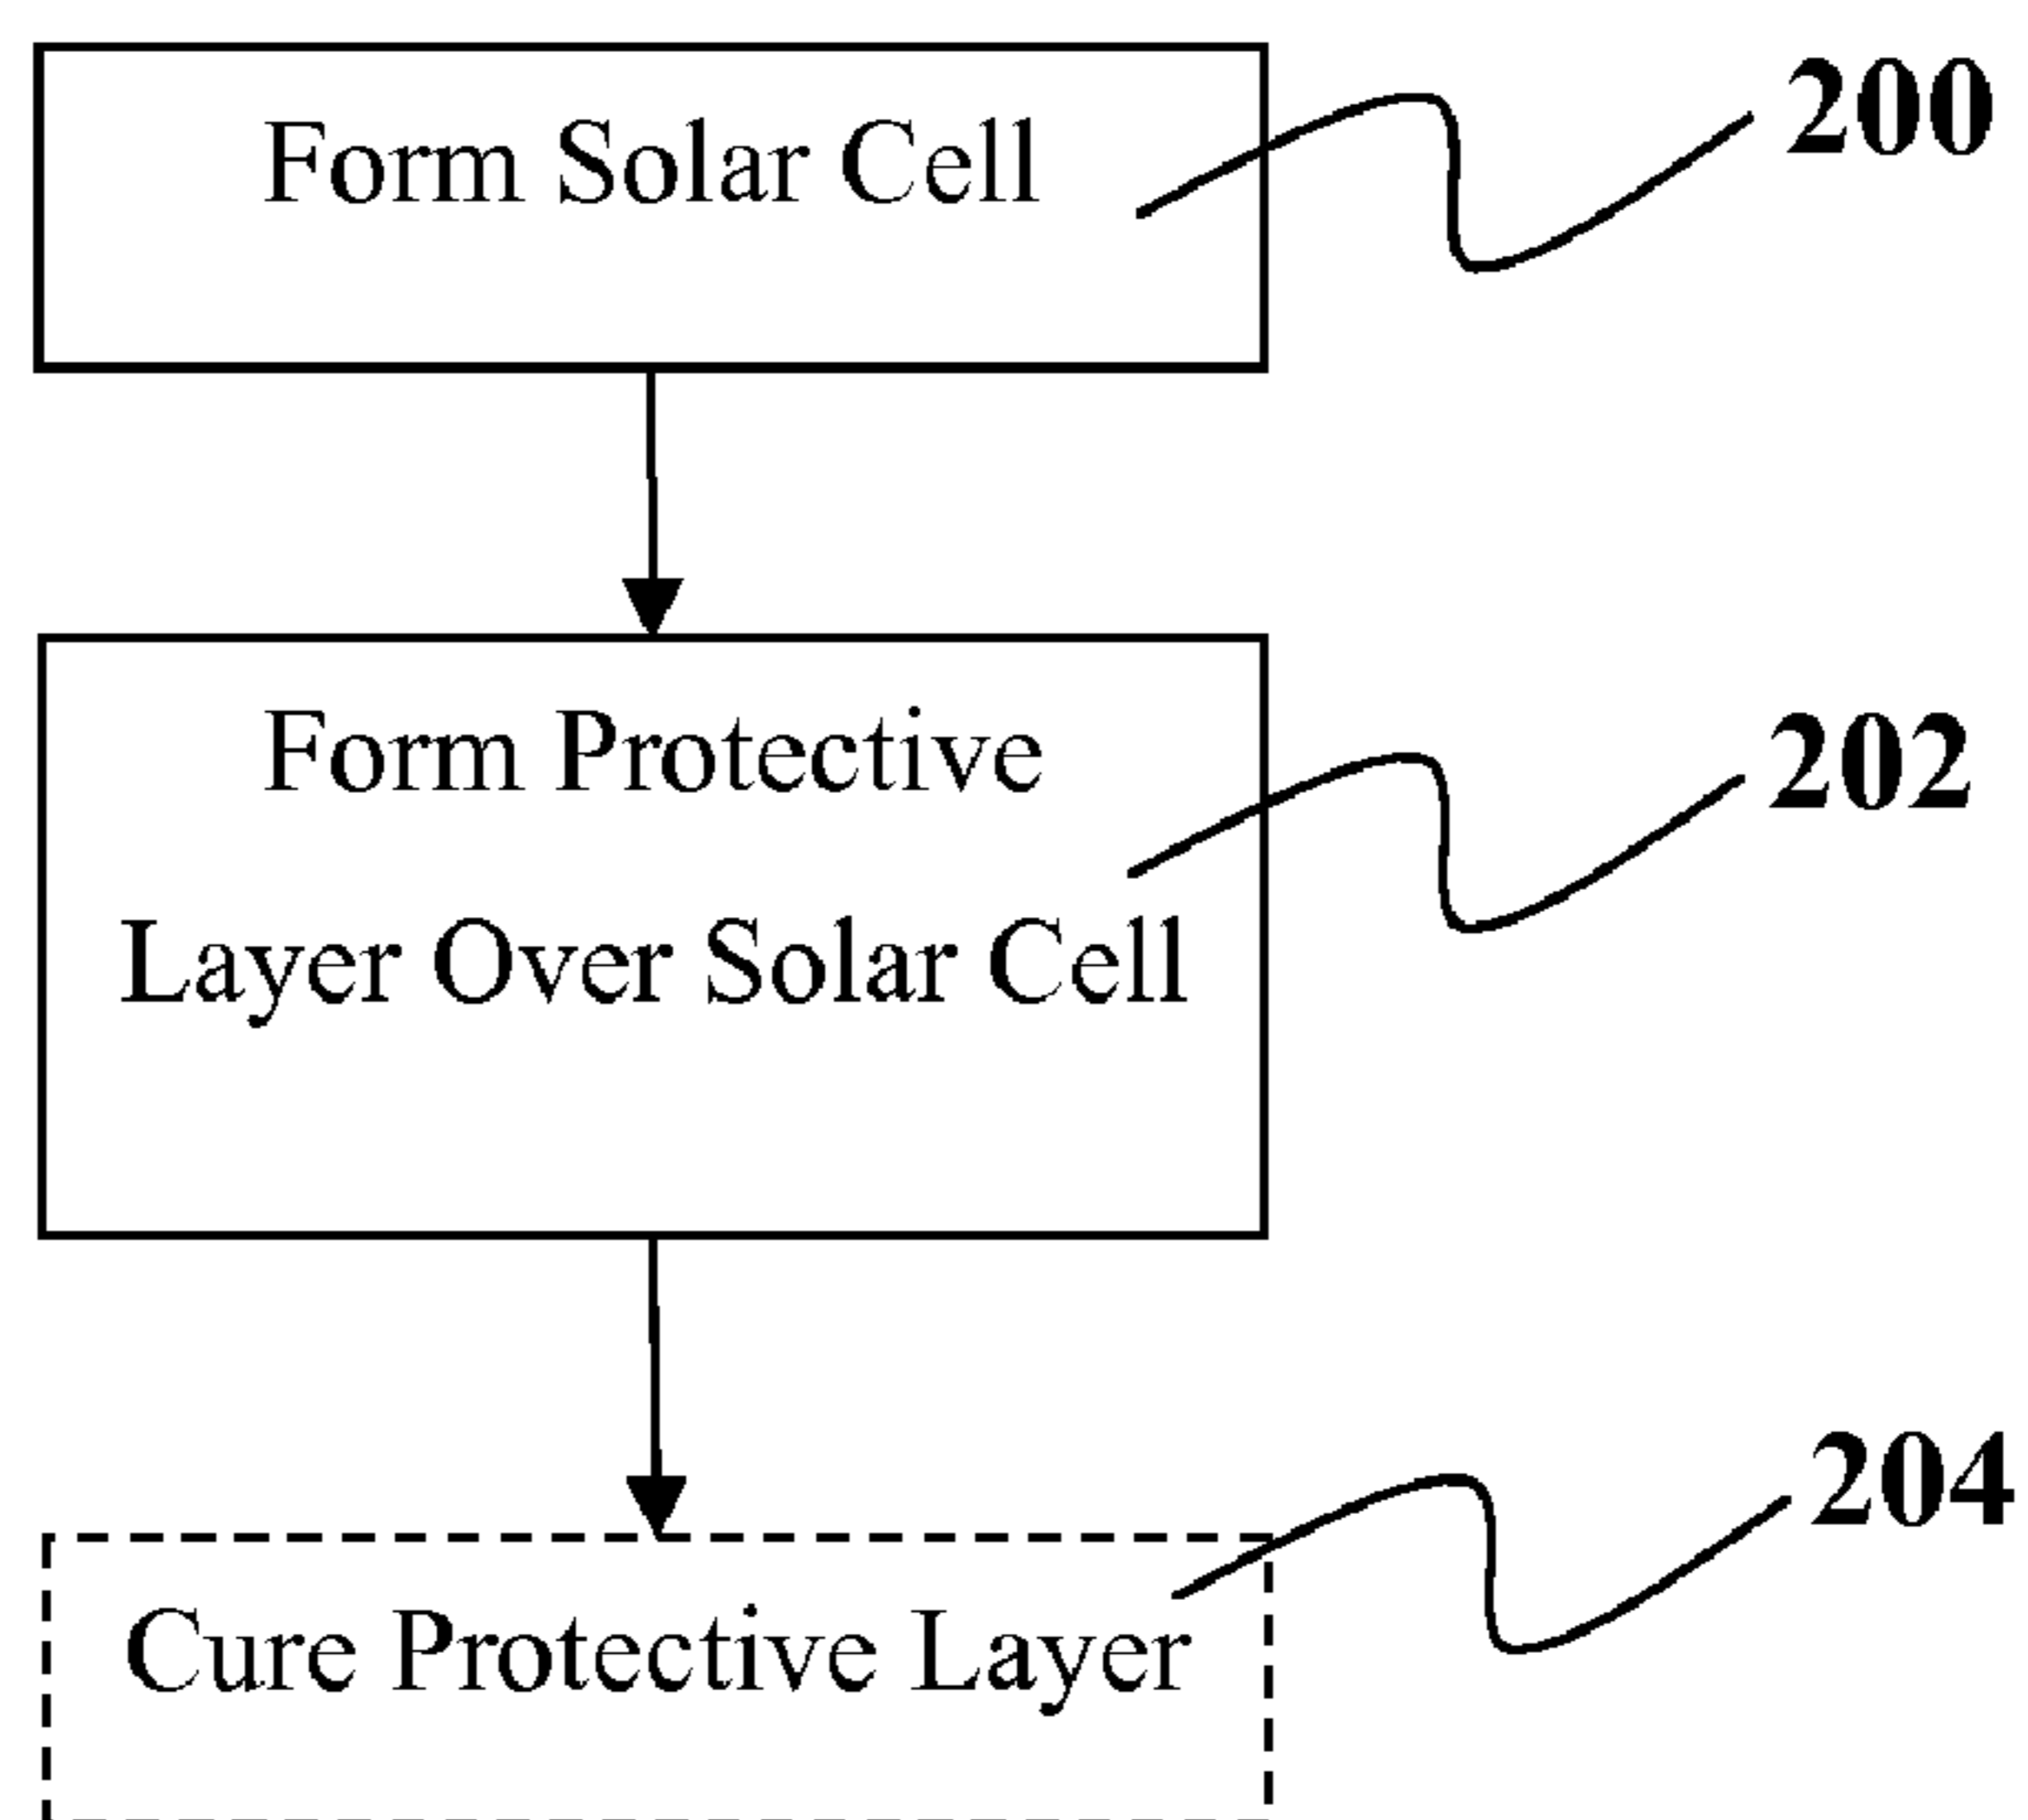 Form Solar Cell
200
Form Protective
Layer Over Solar Cell
202
Cure Protective Layer
204